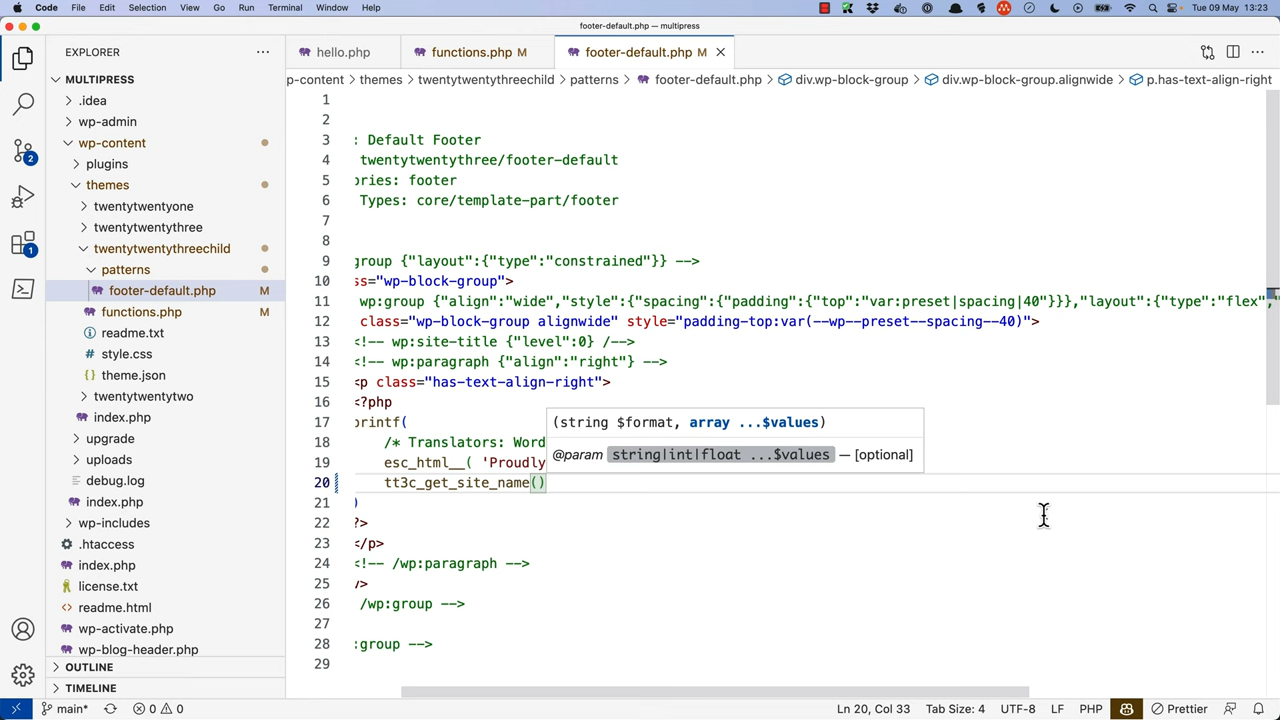 Code File Edit Selection View Go Run Terminal Window Help Tue 09 May 13:23
footer-default.php — multipress
EXPLORER
hello.php functions.php M footer-default.php M
MULTIPRESS
p-content themes twentytwentythreechild patterns footer-default.php div.wp-block-group div.wp-block-group.alignwide p.has-text-align-right
.idea
wp-admin
wp-content
plugins
themes
twentytwentyone
twentytwentythree
twentytwentythreechild
patterns
footer-default.php M
functions.php M
readme.txt
style.css
theme.json
twentytwentytwo
index.php
upgrade
uploads
debug.log
index.php
wp-includes
.htaccess
index.php
license.txt
readme.html
wp-activate.php
wp-blog-header.php
OUTLINE
TIMELINE
2
1
1
2
3 : Default Footer
4 twentytwentythree/footer-default
5 ories: footer
6 Types: core/template-part/footer
7
8
9 group {"layout":{"type":"constrained"}} -->
10 ss="wp-block-group">
11 wp:group {"align":"wide","style":{"spacing":{"padding":{"top":"var:preset|spacing|40"}}},"layout":{"type":"flex",
12 class="wp-block-group alignwide" style="padding-top:var(--wp--preset--spacing--40)">
13 <!-- wp:site-title {"level":0} /-->
14 <!-- wp:paragraph {"align":"right"} -->
15 <p class="has-text-align-right">
16 <?php
17 printf(
18 /* Translators: Word
19 esc_html__( 'Proudly
20 tt3c_get_site_name()
21 )
22 ?>
23 </p>
24 <!-- /wp:paragraph -->
25 />
26 /wp:group -->
27
28 :group -->
29
(string $format, array ...$values)
@param string|int|float ...$values — [optional]
main* 0 0 Ln 20, Col 33 Tab Size: 4 UTF-8 LF PHP Prettier